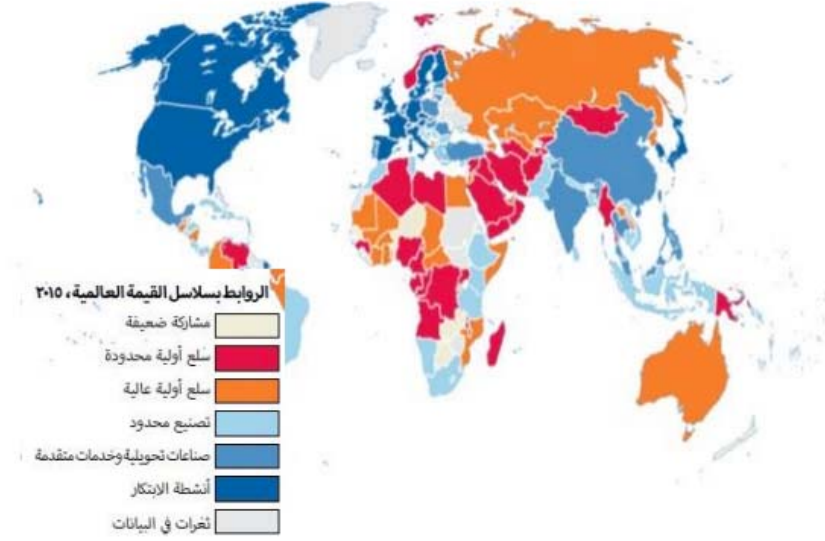 الروابط بسلاسل القيمة العالمية، ٢٠١٥
مشاركة ضعيفة
سلع أولية محدودة
سلع أولية عالية
تصنيع محدود
صناعات تحويلية وخدمات متقدمة
أنشطة الابتكار
ثغرات في البيانات